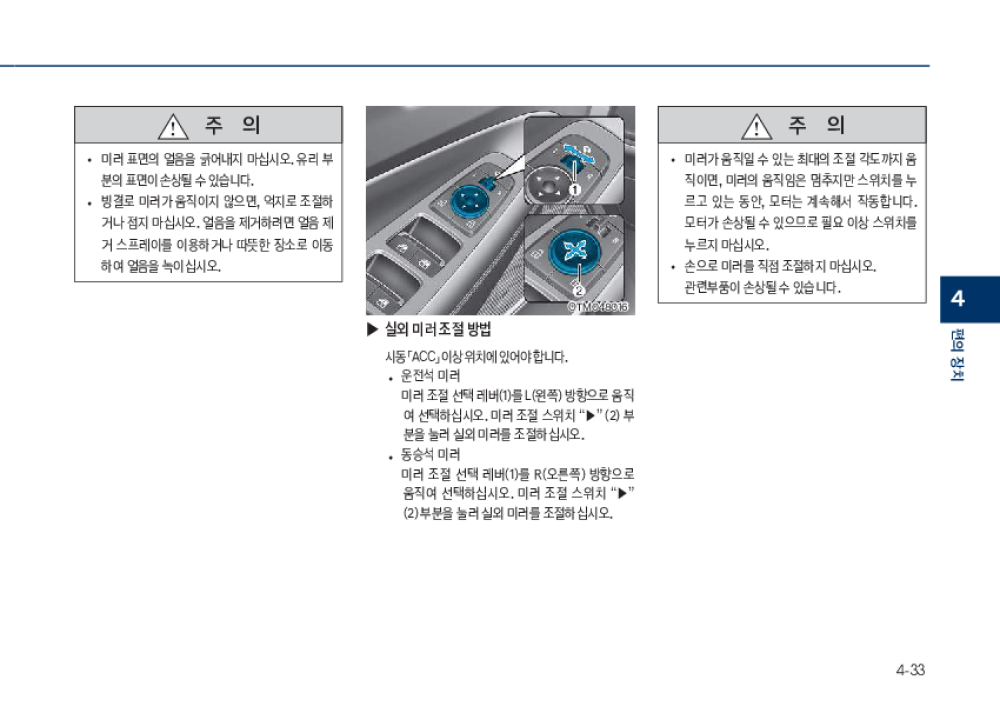 주 의
• 미러 표면의 얼음을 긁어내지 마십시오. 유리 부
분의 표면이 손상될 수 있습니다.
• 빙결로 미러가 움직이지 않으면, 억지로 조절하
거나 접지 마십시오. 얼음을 제거하려면 얼음 제
거 스프레이를 이용하거나 따뜻한 장소로 이동
하여 얼음을 녹이십시오.
1
2
©TM048016
▶ 실외 미러 조절 방법
시동「ACC」이상 위치에 있어야 합니다.
• 운전석 미러
미러 조절 선택 레버(1)를 L(왼쪽) 방향으로 움직
여 선택하십시오. 미러 조절 스위치 “▶” (2) 부
분을 눌러 실외 미러를 조절하십시오.
• 동승석 미러
미러 조절 선택 레버(1)를 R(오른쪽) 방향으로
움직여 선택하십시오. 미러 조절 스위치 “▶”
(2)부분을 눌러 실외 미러를 조절하십시오.
주 의
• 미러가 움직일 수 있는 최대의 조절 각도까지 움
직이면, 미러의 움직임은 멈추지만 스위치를 누
르고 있는 동안, 모터는 계속해서 작동합니다.
모터가 손상될 수 있으므로 필요 이상 스위치를
누르지 마십시오.
• 손으로 미러를 직접 조절하지 마십시오.
관련부품이 손상될 수 있습니다.
4
편의 장치
4-33